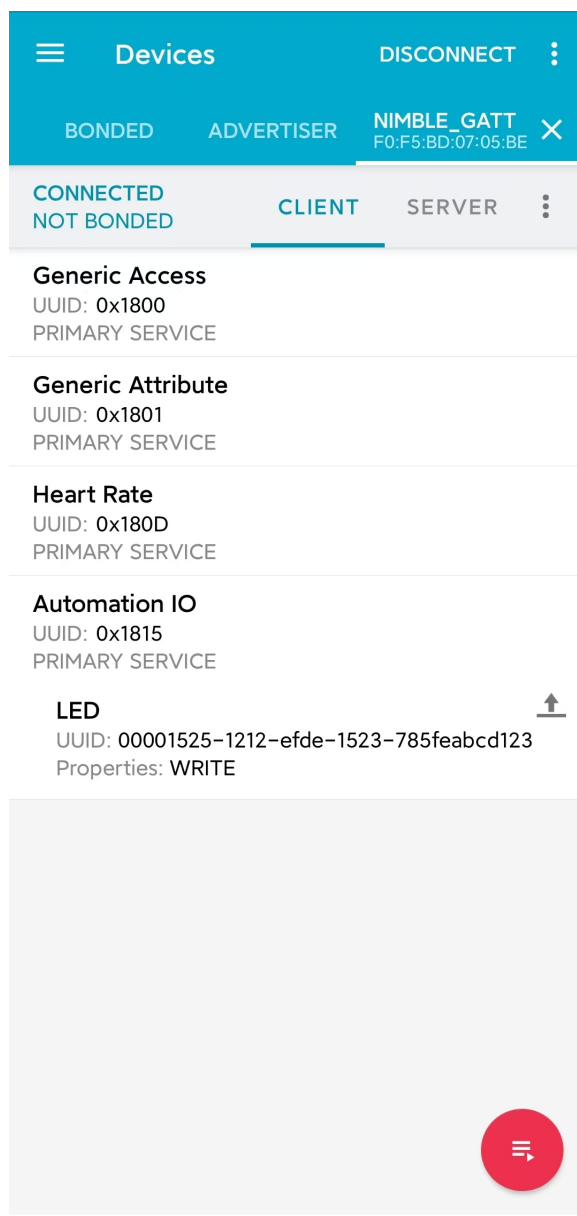 Devices
DISCONNECT
BONDED
ADVERTISER
NIMBLE_GATT
F0:F5:BD:07:05:BE
CONNECTED
NOT BONDED
CLIENT
SERVER
Generic Access
UUID: 0x1800
PRIMARY SERVICE
Generic Attribute
UUID: 0x1801
PRIMARY SERVICE
Heart Rate
UUID: 0x180D
PRIMARY SERVICE
Automation IO
UUID: 0x1815
PRIMARY SERVICE
LED
UUID: 00001525-1212-efde-1523-785feabcd123
Properties: WRITE